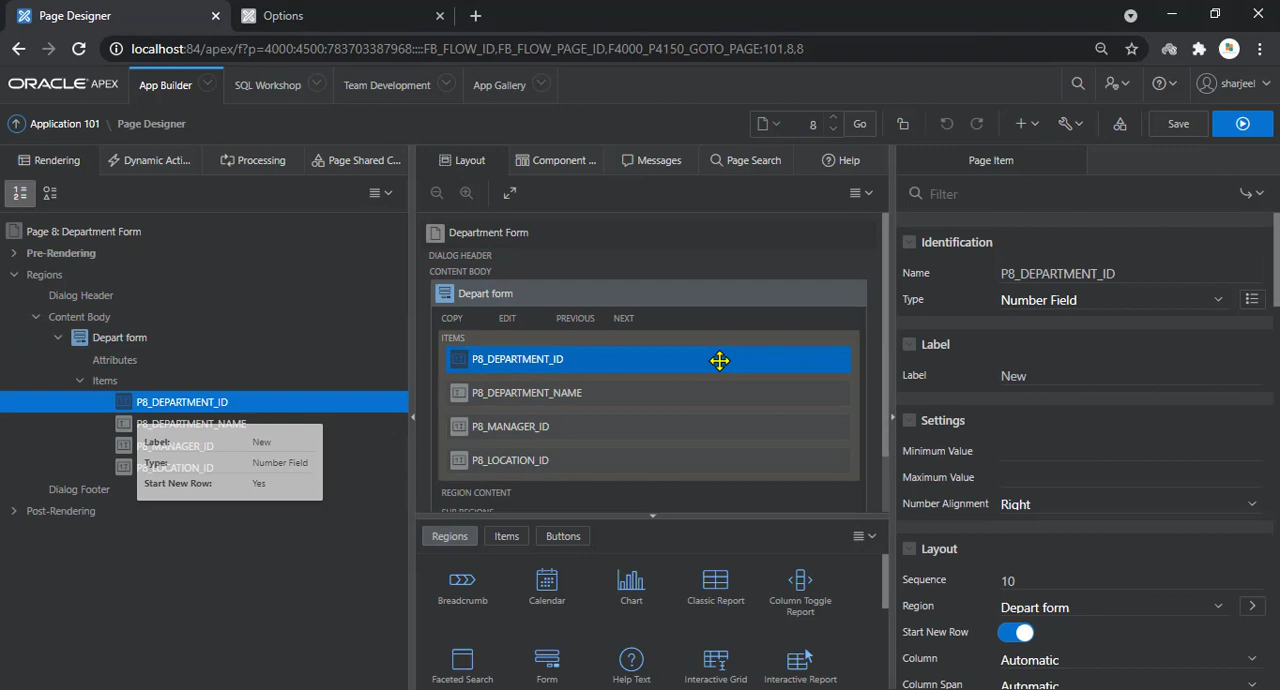 Page Designer
Options
localhost:84/apex/f?p=4000:4500:783703387968::::FB_FLOW_ID,FB_FLOW_PAGE_ID,F4000_P4150_GOTO_PAGE:101,8,8
ORACLE APEX
App Builder
SQL Workshop
Team Development
App Gallery
sharjeel
Application 101 \ Page Designer
8
Go
Save
Rendering
Dynamic Acti...
Processing
Page Shared C...
Layout
Component ...
Messages
Page Search
Help
Page Item
Filter
Page 8: Department Form
Pre-Rendering
Regions
Dialog Header
Content Body
Depart form
Attributes
Items
P8_DEPARTMENT_ID
P8_DEPARTMENT_NAME
P8_MANAGER_ID
P8_LOCATION_ID
Label: New
Type: Number Field
Start New Row: Yes
Dialog Footer
Post-Rendering
Department Form
DIALOG HEADER
CONTENT BODY
Depart form
COPY EDIT PREVIOUS NEXT
ITEMS
P8_DEPARTMENT_ID
P8_DEPARTMENT_NAME
P8_MANAGER_ID
P8_LOCATION_ID
REGION CONTENT
SUB REGIONS
Regions
Items
Buttons
Breadcrumb
Calendar
Chart
Classic Report
Column Toggle
Report
Faceted Search
Form
Help Text
Interactive Grid
Interactive Report
Identification
Name P8_DEPARTMENT_ID
Type Number Field
Label
Label New
Settings
Minimum Value
Maximum Value
Number Alignment Right
Layout
Sequence 10
Region Depart form
Start New Row
Column Automatic
Column Span Automatic